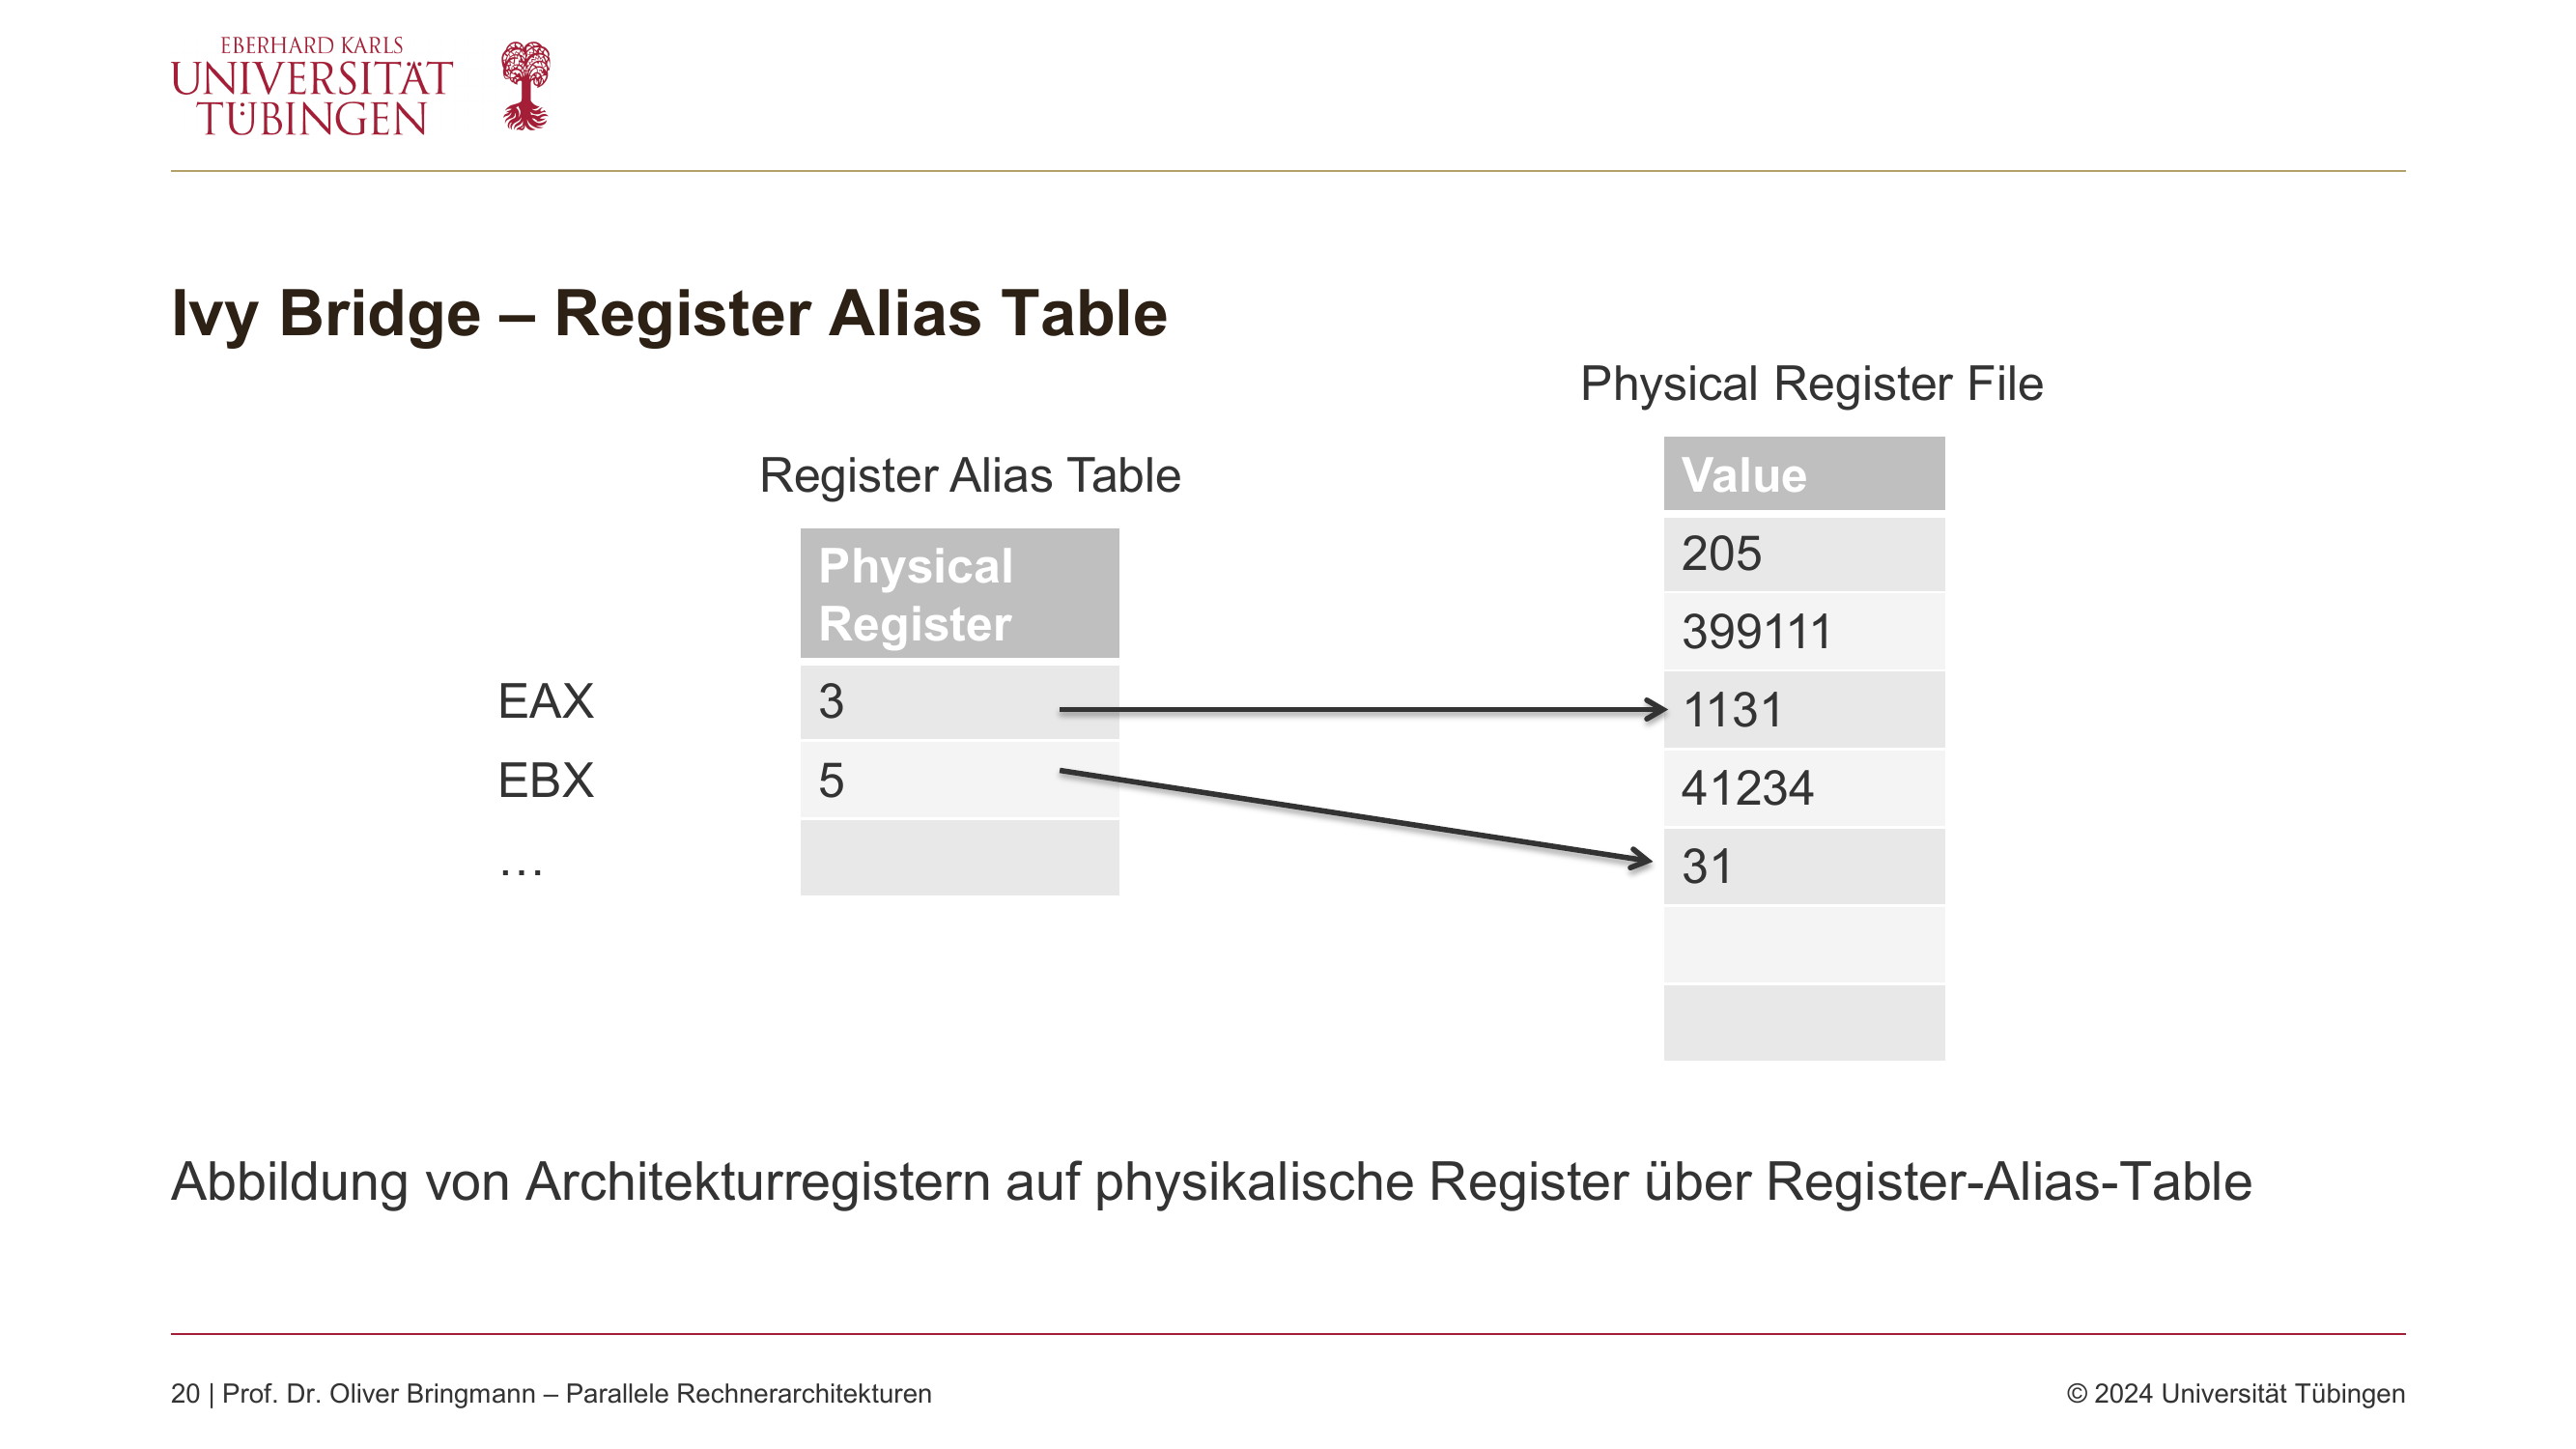 EBERHARD KARLS
UNIVERSITÄT
TÜBINGEN
Ivy Bridge – Register Alias Table
Physical Register File
Register Alias Table
Value
Physical
Register
205
399111
EAX
3
1131
EBX
5
41234
…
31
Abbildung von Architekturregistern auf physikalische Register über Register-Alias-Table
20 | Prof. Dr. Oliver Bringmann – Parallele Rechnerarchitekturen
© 2024 Universität Tübingen